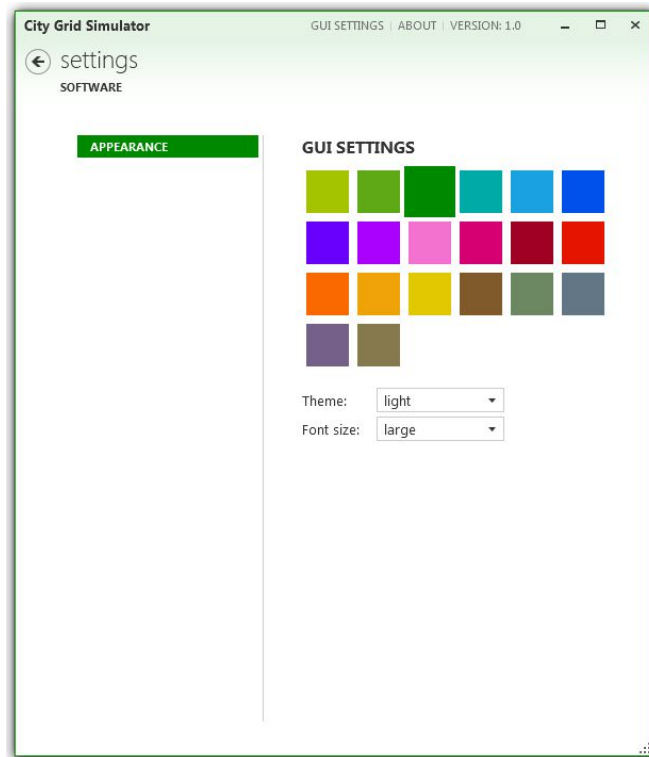 City Grid Simulator
GUI SETTINGS | ABOUT | VERSION: 1.0
settings
SOFTWARE
APPEARANCE
GUI SETTINGS
Theme: light
Font size: large